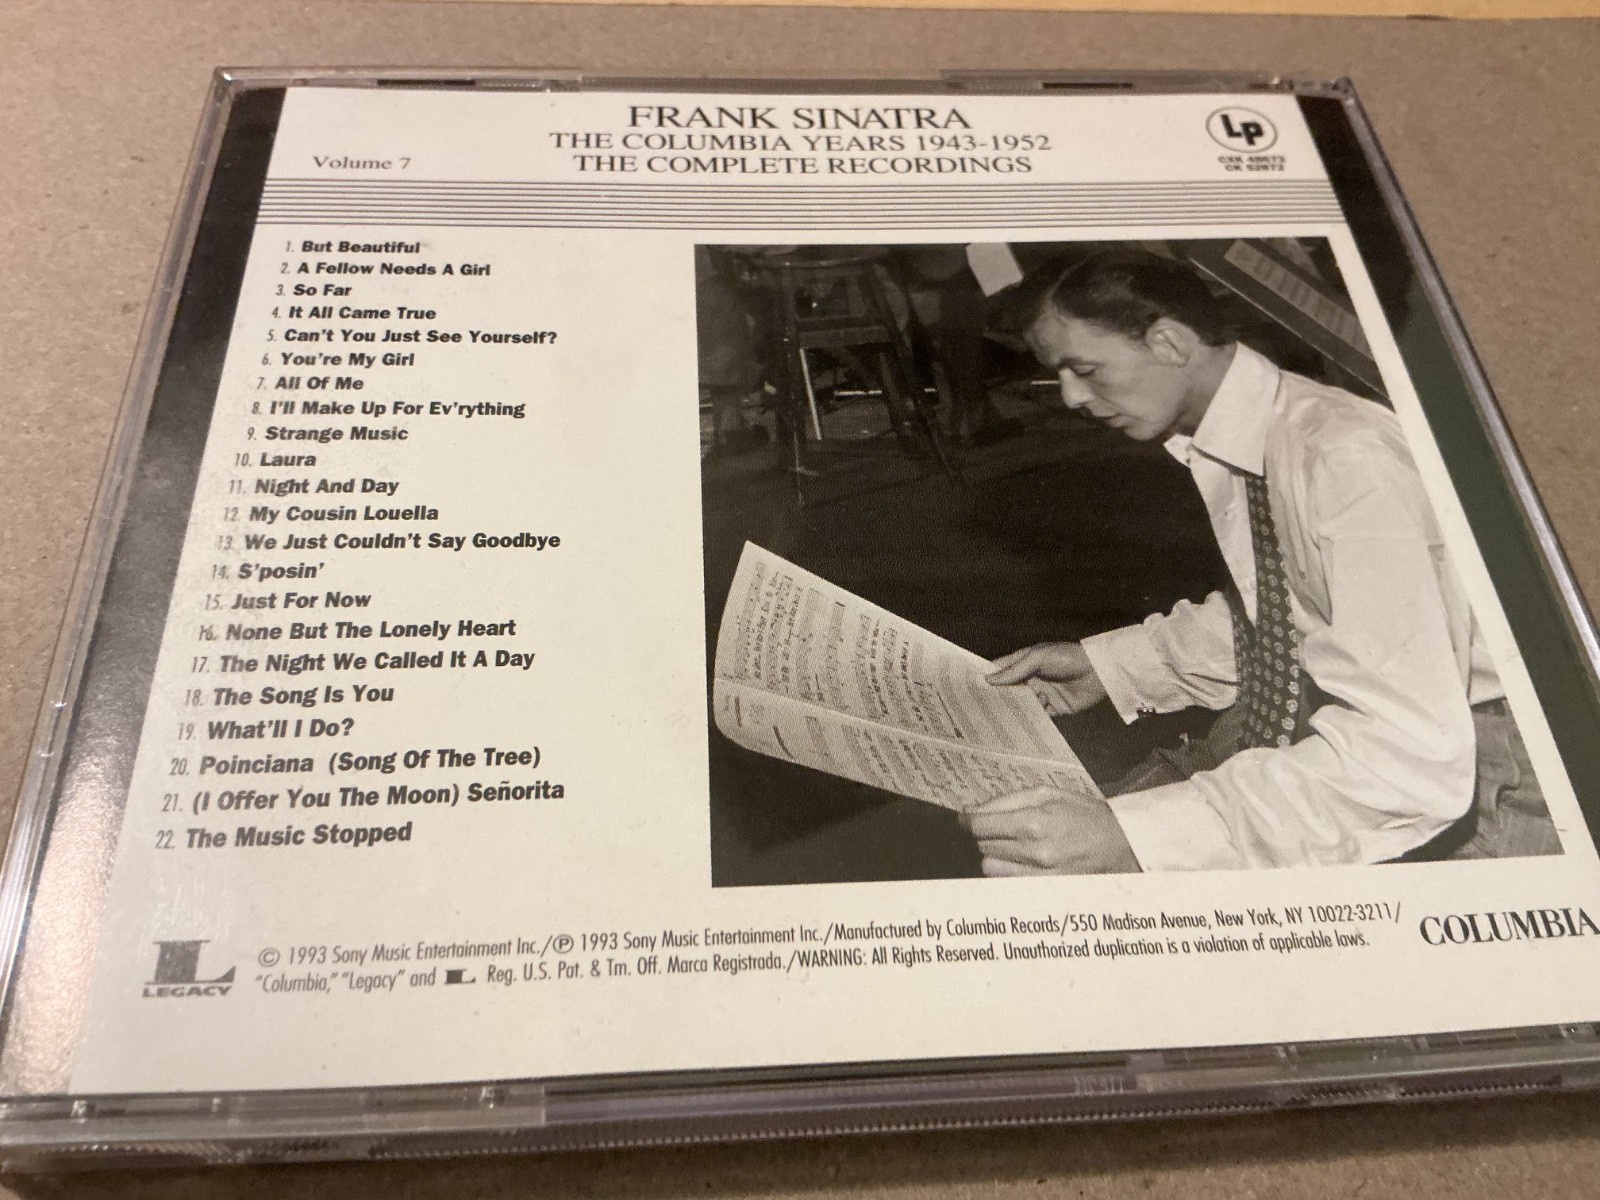 FRANK SINATRA
THE COLUMBIA YEARS 1943-1952
THE COMPLETE RECORDINGS
Volume 7
Lp
1. But Beautiful
2. A Fellow Needs A Girl
3. So Far
4. It All Came True
5. Can't You Just See Yourself?
6. You're My Girl
7. All Of Me
8. I'll Make Up For Ev'rything
9. Strange Music
10. Laura
11. Night And Day
12. My Cousin Louella
13. We Just Couldn't Say Goodbye
14. S'posin'
15. Just For Now
16. None But The Lonely Heart
17. The Night We Called It A Day
18. The Song Is You
19. What'll I Do?
20. Poinciana (Song Of The Tree)
21. (I Offer You The Moon) Señorita
22. The Music Stopped
L
LEGACY
© 1993 Sony Music Entertainment Inc./℗ 1993 Sony Music Entertainment Inc./Manufactured by Columbia Records/550 Madison Avenue, New York, NY 10022-3211/
"Columbia," "Legacy" and L Reg. U.S. Pat. & Tm. Off. Marca Registrada./WARNING: All Rights Reserved. Unauthorized duplication is a violation of applicable laws.
COLUMBIA